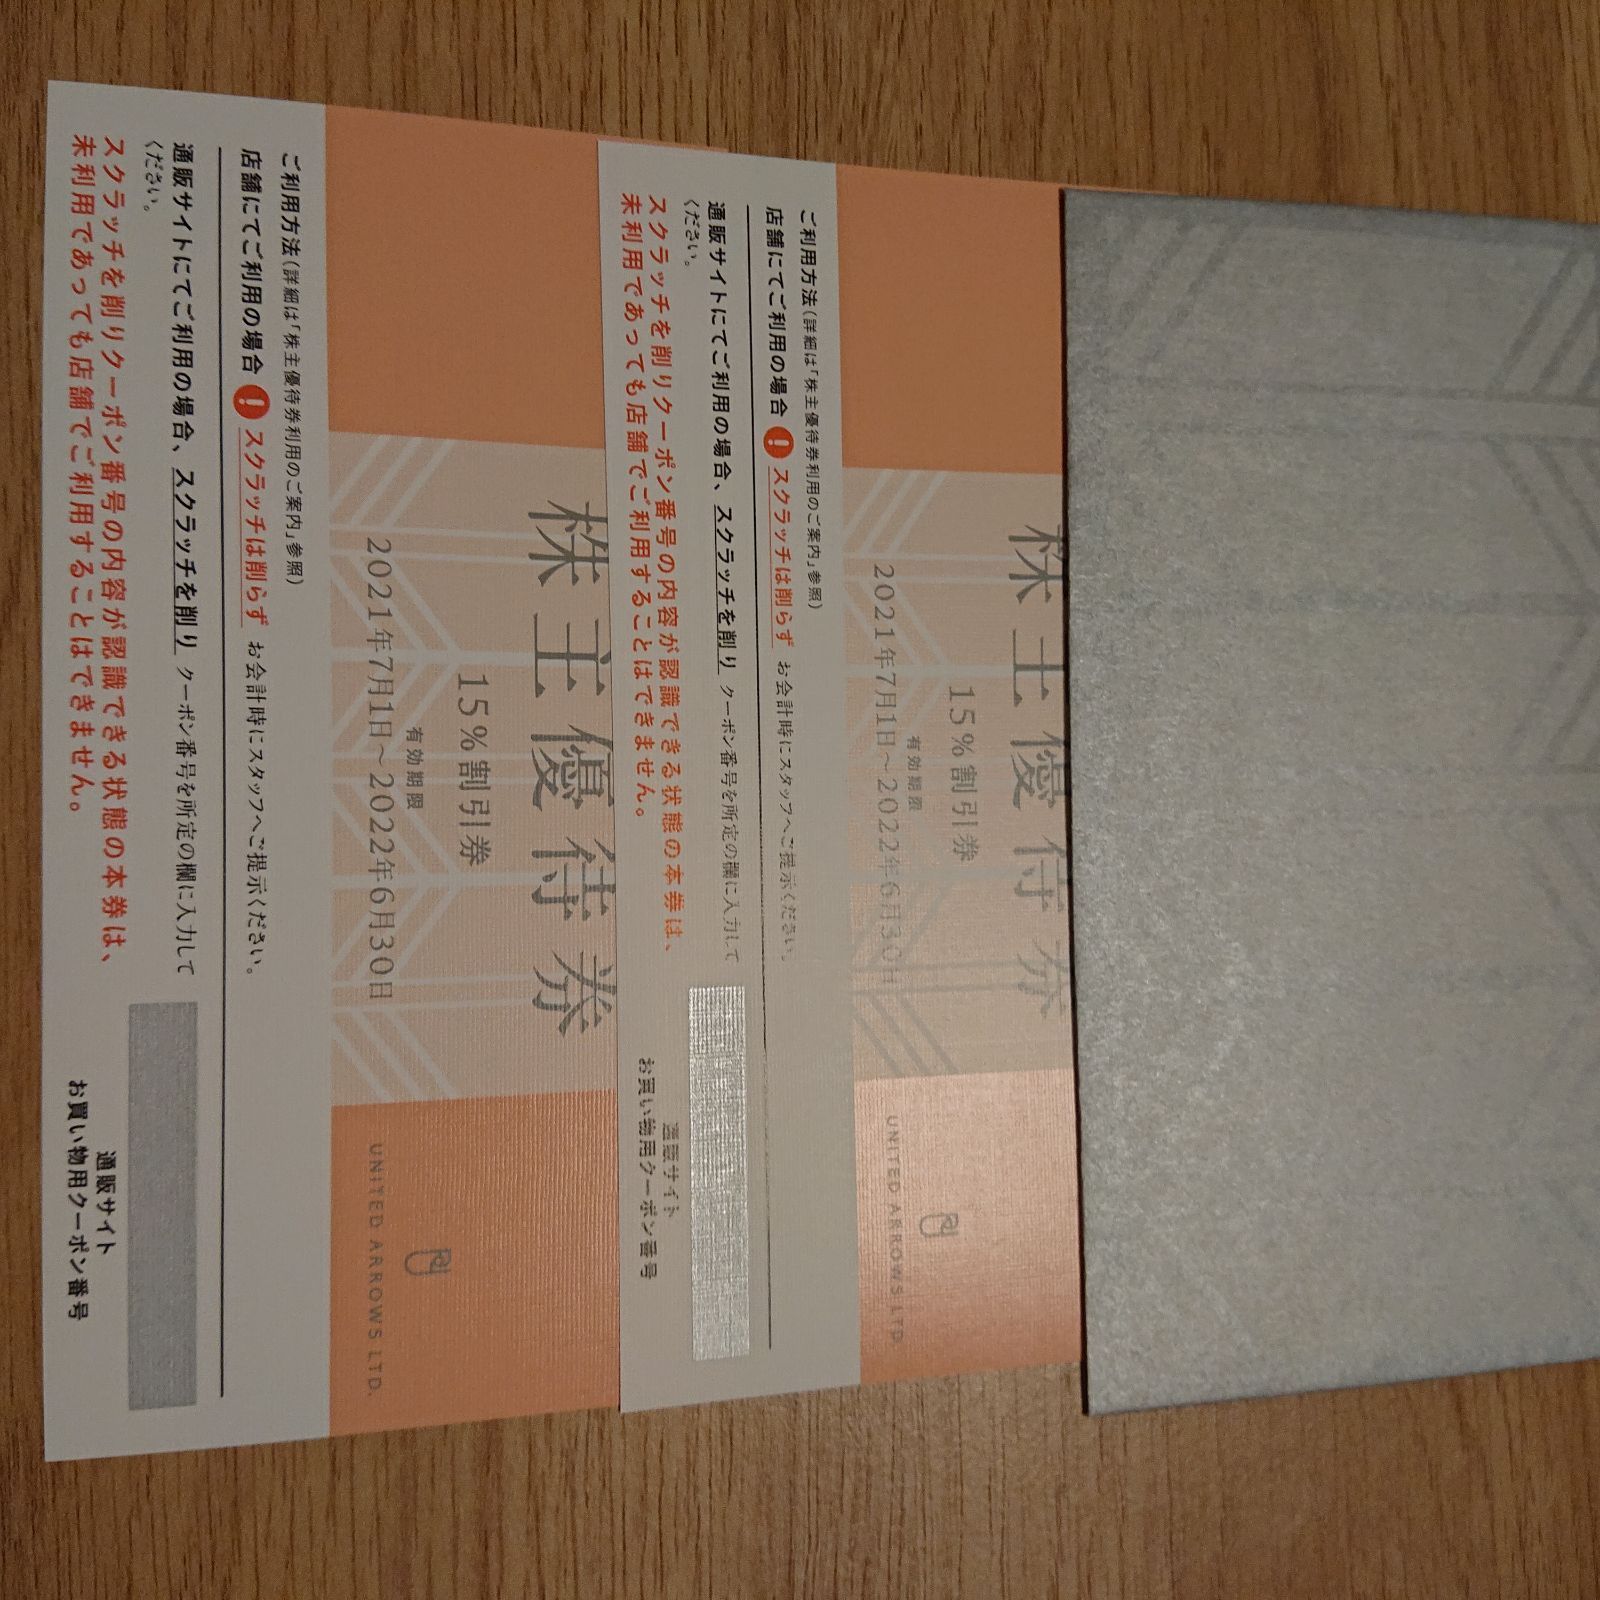 株主優待券
15%割引券
有効期限
2021年7月1日～2022年6月30日
UNITED ARROWS LTD.
ご利用方法(詳細は「株主優待券利用のご案内」参照)
店舗にてご利用の場合 ! スクラッチは削らず お会計時にスタッフへご提示ください。
通販サイトにてご利用の場合、スクラッチを削り クーポン番号を所定の欄に入力して
ください。
スクラッチを削りクーポン番号の内容が認識できる状態の本券は、
未利用であっても店舗でご利用することはできません。
通販サイト
お買い物用クーポン番号
株主優待券
15%割引券
有効期限
2021年7月1日～2022年6月30日
UNITED ARROWS LTD.
ご利用方法(詳細は「株主優待券利用のご案内」参照)
店舗にてご利用の場合 ! スクラッチは削らず お会計時にスタッフへご提示ください。
通販サイトにてご利用の場合、スクラッチを削り クーポン番号を所定の欄に入力して
ください。
スクラッチを削りクーポン番号の内容が認識できる状態の本券は、
未利用であっても店舗でご利用することはできません。
通販サイト
お買い物用クーポン番号